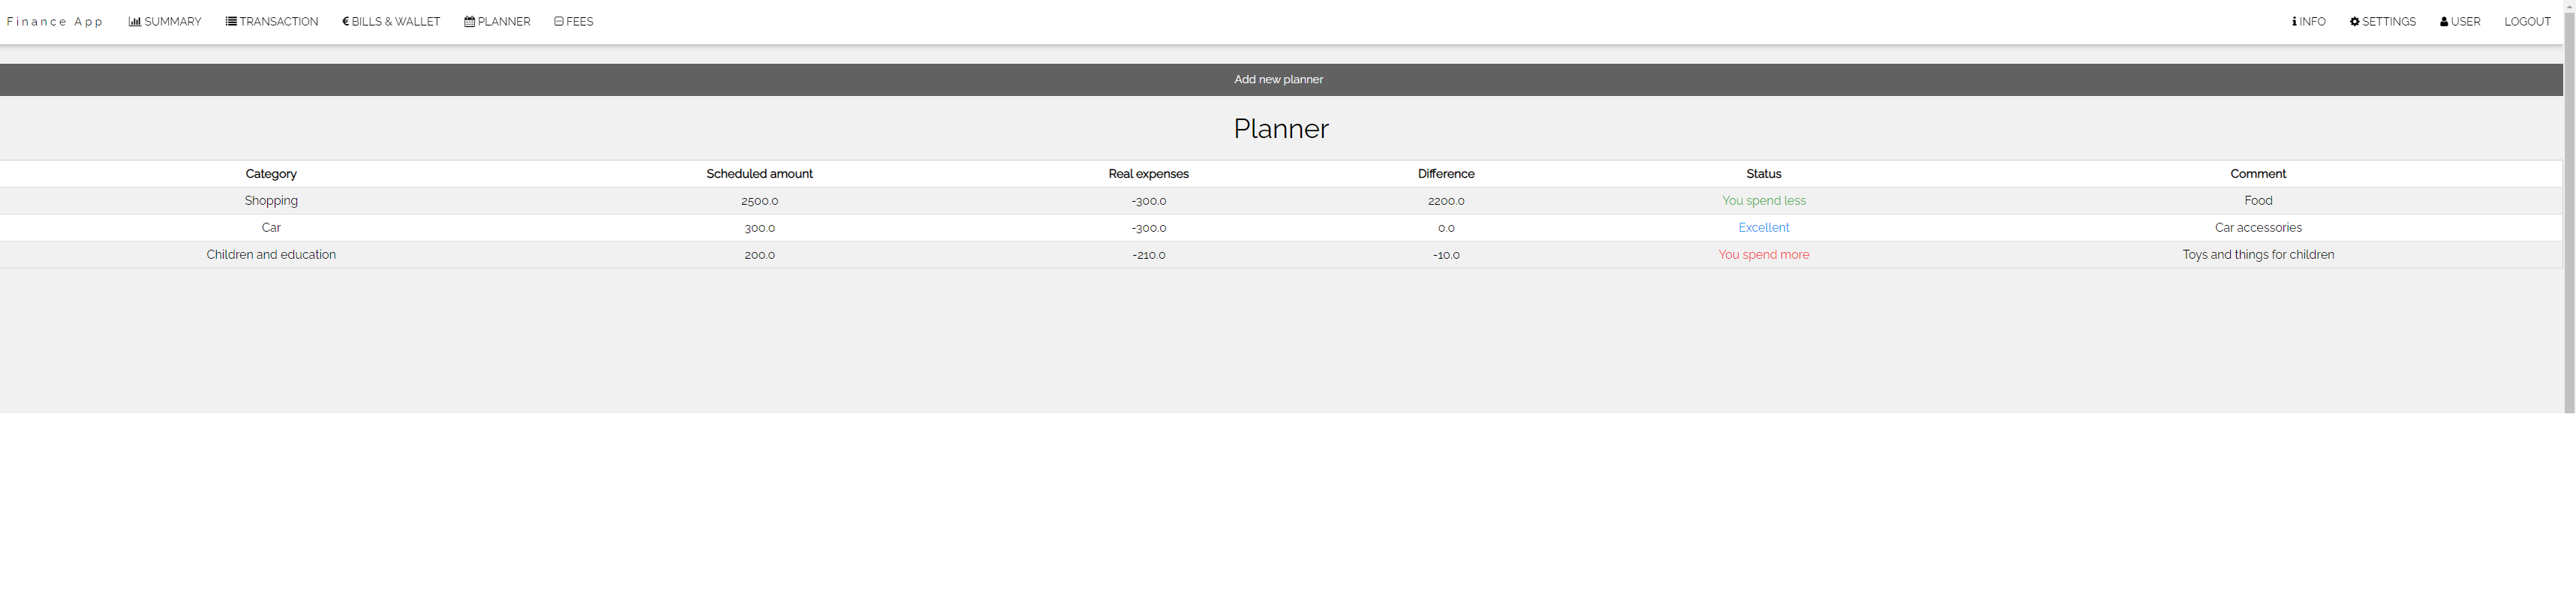 Finance App SUMMARY TRANSACTION € BILLS & WALLET PLANNER FEES INFO SETTINGS USER LOGOUT
Add new planner
Planner
Category Scheduled amount Real expenses Difference Status Comment
Shopping 2500.0 -300.0 2200.0 You spend less Food
Car 300.0 -300.0 0.0 Excellent Car accessories
Children and education 200.0 -210.0 -10.0 You spend more Toys and things for children